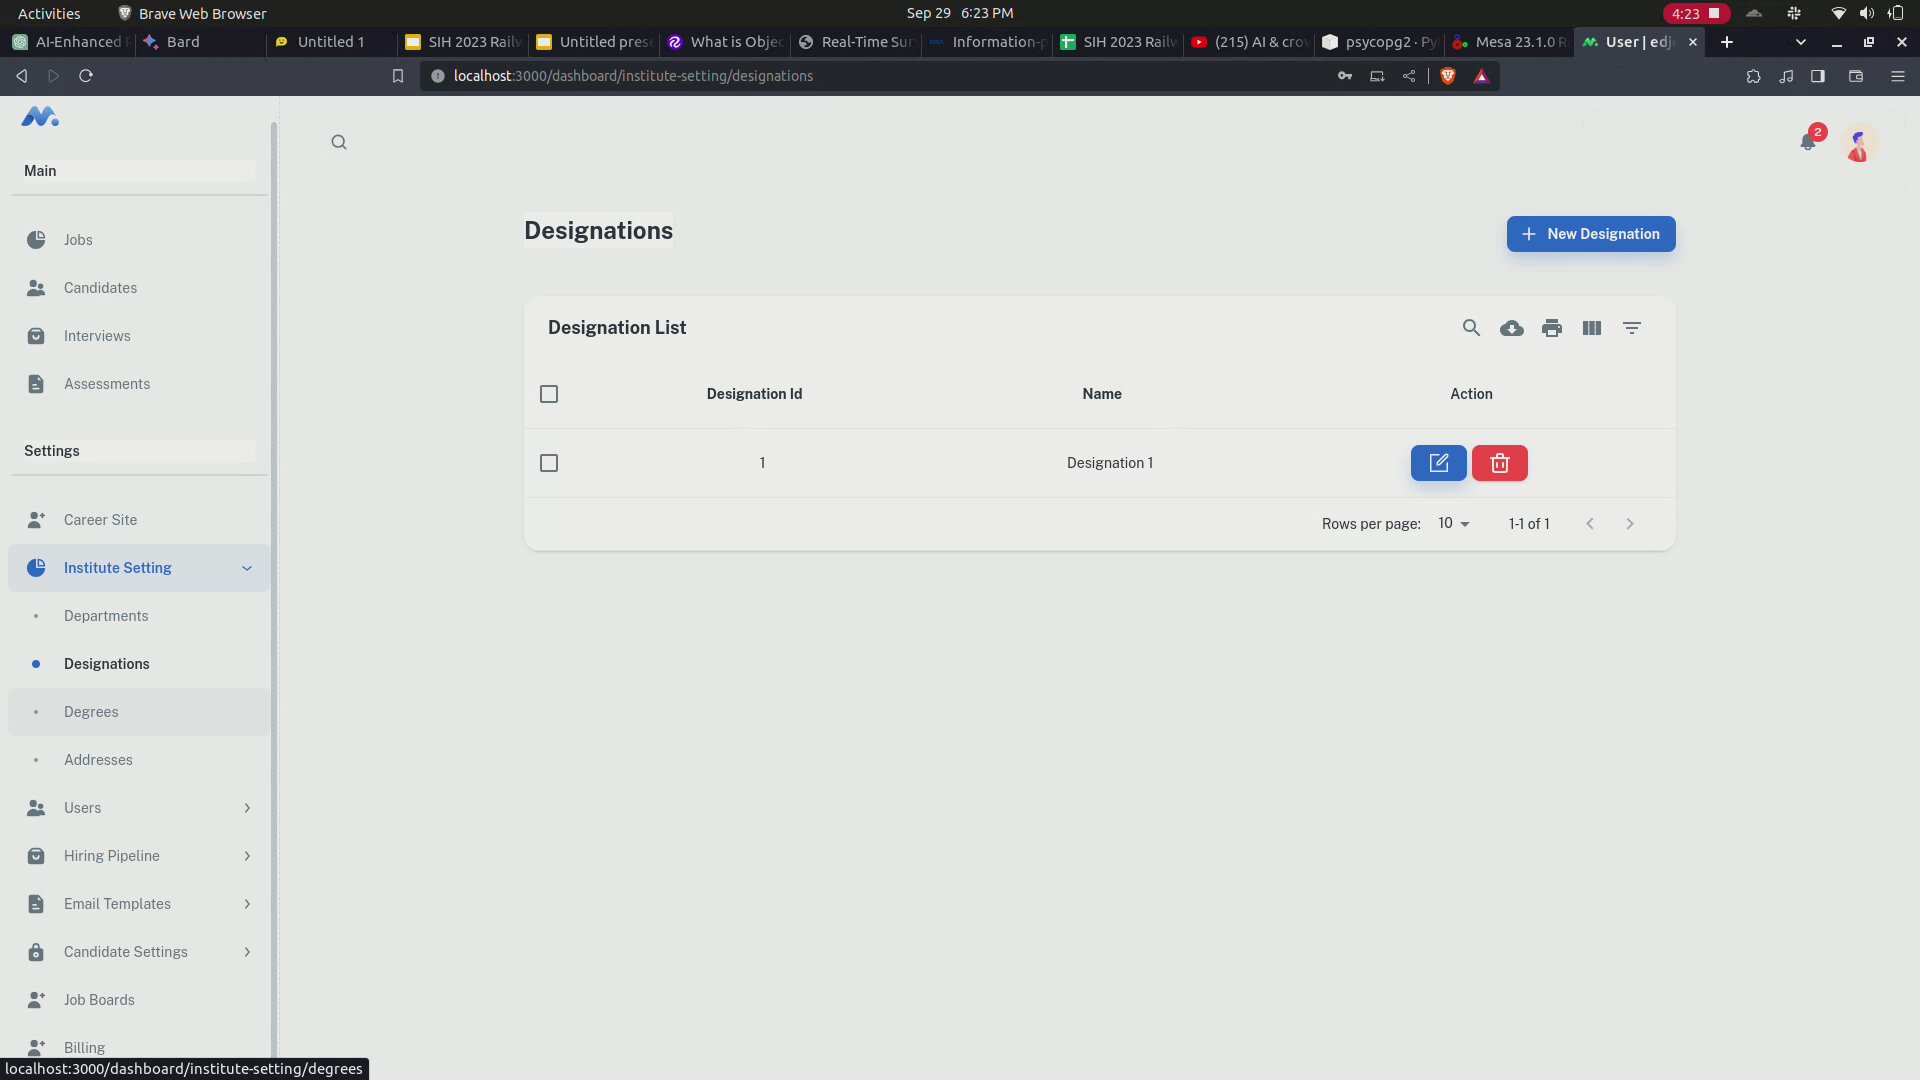 Activities
Brave Web Browser
Sep 29 6:23 PM
4:23
AI-Enhanced
Bard
Untitled 1
SIH 2023 Railw
Untitled prese
What is Objec
Real-Time Sur
Information-p
SIH 2023 Railw
(215) AI & crow
psycopg2 · Py
Mesa 23.1.0 R
User | edjo
localhost:3000/dashboard/institute-setting/designations
2
Main
Jobs
Candidates
Interviews
Assessments
Settings
Career Site
Institute Setting
Departments
Designations
Degrees
Addresses
Users
Hiring Pipeline
Email Templates
Candidate Settings
Job Boards
Billing
Designations
New Designation
Designation List
Designation Id Name Action
1 Designation 1
Rows per page: 10 1-1 of 1
localhost:3000/dashboard/institute-setting/degrees